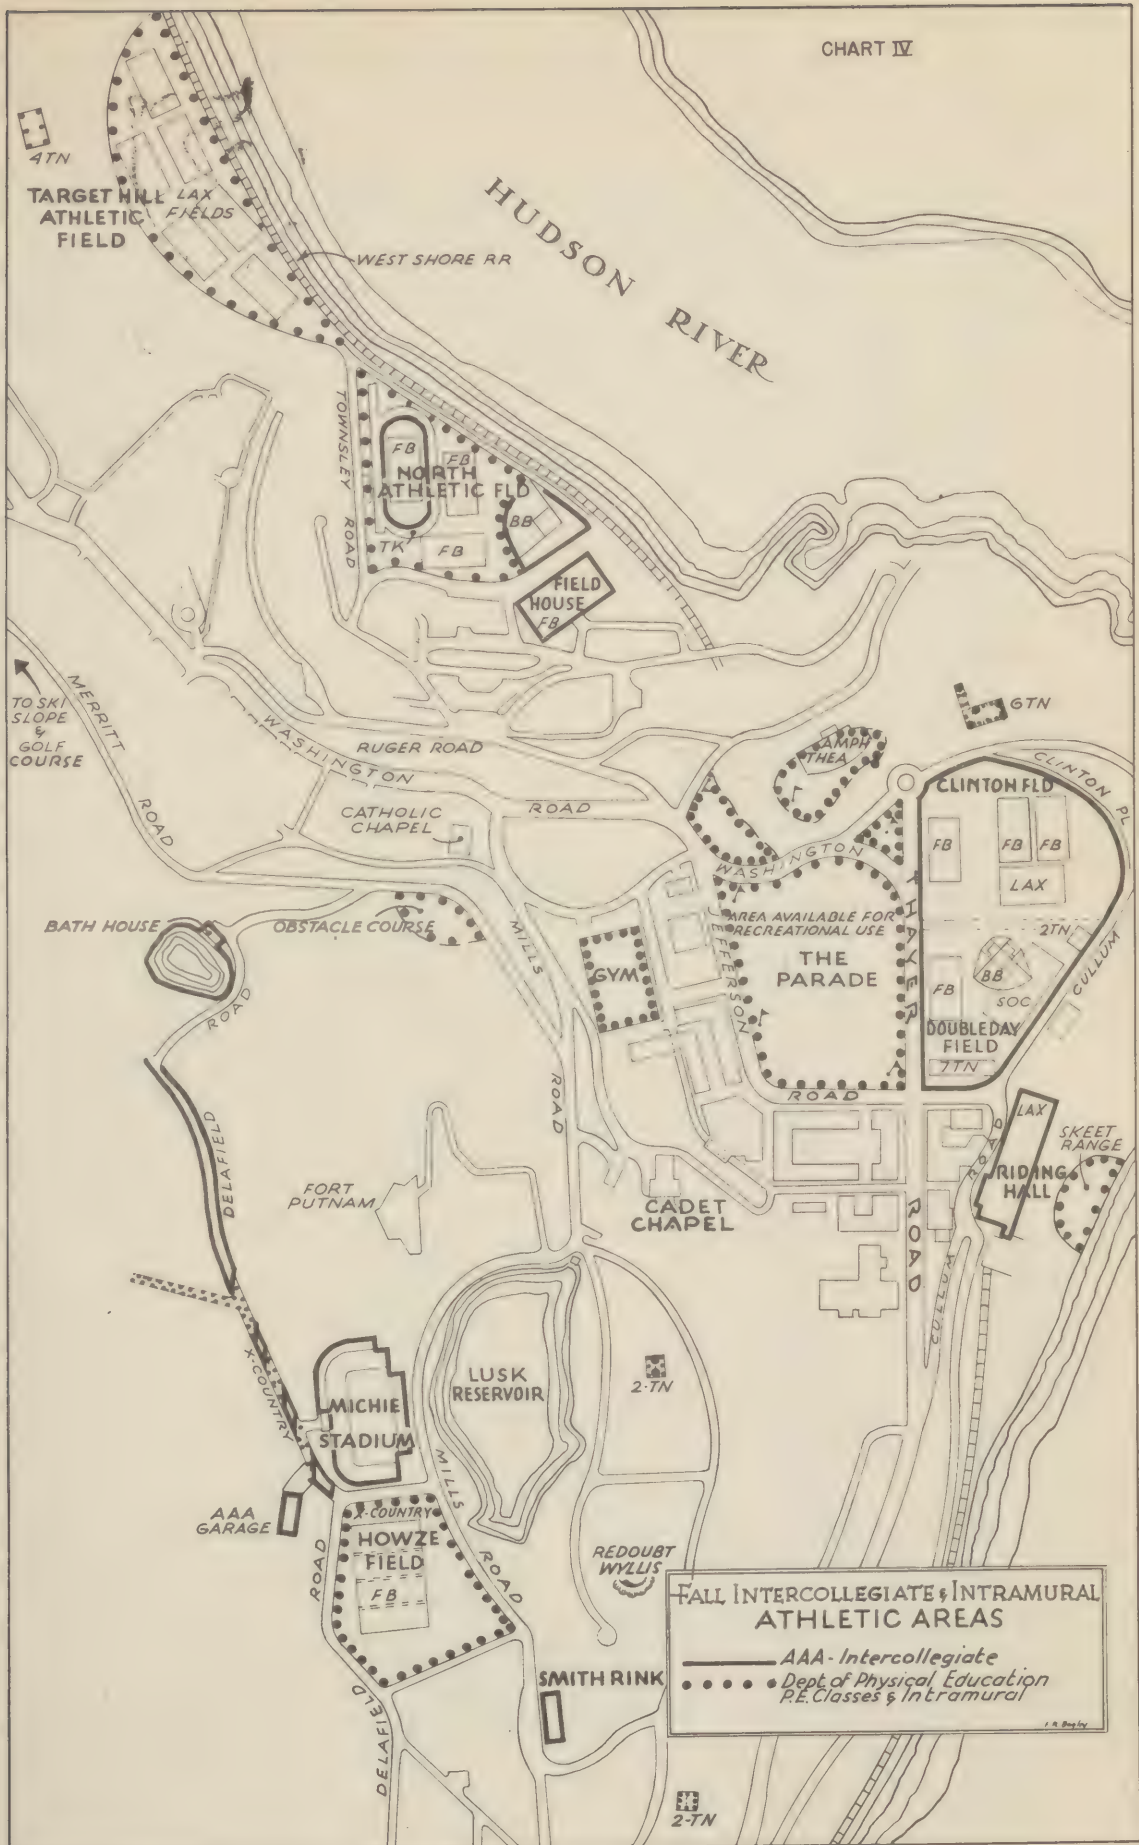 CHART IV
4TN
TARGET HILL
ATHLETIC
FIELD
LAX
FIELDS
WEST SHORE RR
HUDSON RIVER
TOWNSLEY ROAD
FB
FB
NORTH
ATHLETIC FLD
BB
TK
FB
FIELD
HOUSE
FB
TO SKI
SLOPE
&
GOLF
COURSE
MERRITT ROAD
WASHINGTON ROAD
RUGER ROAD
CATHOLIC
CHAPEL
AMPH
THEA
6TN
CLINTON PL
CLINTON FLD
FB
FB
FB
LAX
WASHINGTON
THAYER ROAD
AREA AVAILABLE FOR
RECREATIONAL USE
THE
PARADE
JEFFERSON ROAD
2TN
BB
SOC
FB
DOUBLEDAY
FIELD
7TN
CULLUM ROAD
BATH HOUSE
OBSTACLE COURSE
MILLS ROAD
GYM
ROAD
DELAFIELD
LAX
SKEET
RANGE
RIDING
HALL
FORT
PUTNAM
CADET
CHAPEL
CULLUM
X-COUNTRY
MICHIE
STADIUM
LUSK
RESERVOIR
2-TN
MILLS ROAD
AAA
GARAGE
X-COUNTRY
HOWZE
FIELD
FB
ROAD
DELAFIELD
REDOUBT
WYLLIS
SMITH RINK
2-TN
FALL INTERCOLLEGIATE & INTRAMURAL
ATHLETIC AREAS
AAA - Intercollegiate
Dept of Physical Education
P.E. Classes & Intramural